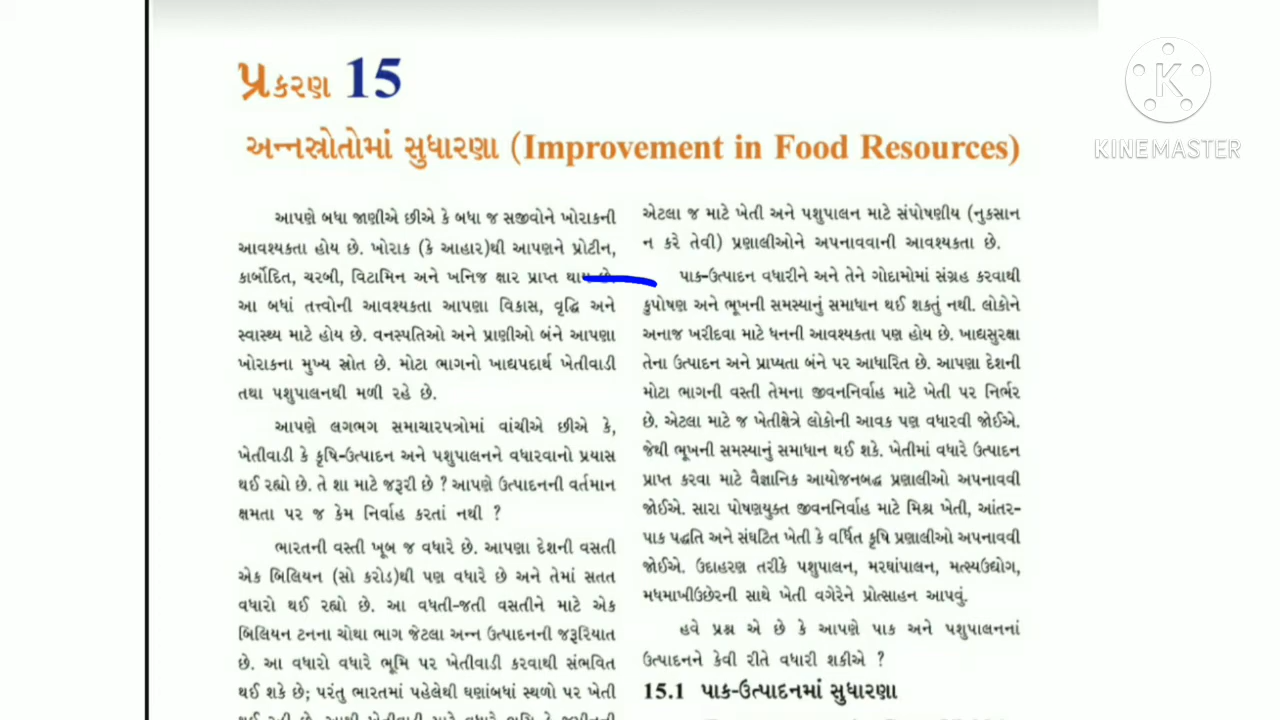 પ્રકરણ 15
અન્નસ્રોતોમાં સુધારણા (Improvement in Food Resources)
આપણે બધા જાણીએ છીએ કે બધા જ સજીવોને ખોરાકની
આવશ્યકતા હોય છે. ખોરાક (કે આહાર)થી આપણને પ્રોટીન,
કાર્બોદિત, ચરબી, વિટામિન અને ખનિજ ક્ષાર પ્રાપ્ત થાય છે.
આ બધાં તત્ત્વોની આવશ્યકતા આપણા વિકાસ, વૃદ્ધિ અને
સ્વાસ્થ્ય માટે હોય છે. વનસ્પતિઓ અને પ્રાણીઓ બંને આપણા
ખોરાકના મુખ્ય સ્રોત છે. મોટા ભાગનો ખાદ્યપદાર્થ ખેતીવાડી
તથા પશુપાલનથી મળી રહે છે.
આપણે લગભગ સમાચારપત્રોમાં વાંચીએ છીએ કે,
ખેતીવાડી કે કૃષિ-ઉત્પાદન અને પશુપાલનને વધારવાનો પ્રયાસ
થઈ રહ્યો છે. તે શા માટે જરૂરી છે ? આપણે ઉત્પાદનની વર્તમાન
ક્ષમતા પર જ કેમ નિર્વાહ કરતાં નથી ?
ભારતની વસ્તી ખૂબ જ વધારે છે. આપણા દેશની વસતી
એક બિલિયન (સો કરોડ)થી પણ વધારે છે અને તેમાં સતત
વધારો થઈ રહ્યો છે. આ વધતી-જતી વસતીને માટે એક
બિલિયન ટનના ચોથા ભાગ જેટલા અન્ન ઉત્પાદનની જરૂરિયાત
છે. આ વધારો વધારે ભૂમિ પર ખેતીવાડી કરવાથી સંભવિત
થઈ શકે છે; પરંતુ ભારતમાં પહેલેથી ઘણાંબધાં સ્થળો પર ખેતી
એટલા જ માટે ખેતી અને પશુપાલન માટે સંપોષણીય (નુકસાન
ન કરે તેવી) પ્રણાલીઓને અપનાવવાની આવશ્યકતા છે.
પાક-ઉત્પાદન વધારીને અને તેને ગોદામોમાં સંગ્રહ કરવાથી
કુપોષણ અને ભૂખની સમસ્યાનું સમાધાન થઈ શકતું નથી. લોકોને
અનાજ ખરીદવા માટે ધનની આવશ્યકતા પણ હોય છે. ખાદ્યસુરક્ષા
તેના ઉત્પાદન અને પ્રાપ્યતા બંને પર આધારિત છે. આપણા દેશની
મોટા ભાગની વસ્તી તેમના જીવનનિર્વાહ માટે ખેતી પર નિર્ભર
છે. એટલા માટે જ ખેતીક્ષેત્રે લોકોની આવક પણ વધારવી જોઈએ.
જેથી ભૂખની સમસ્યાનું સમાધાન થઈ શકે. ખેતીમાં વધારે ઉત્પાદન
પ્રાપ્ત કરવા માટે વૈજ્ઞાનિક આયોજનબદ્ધ પ્રણાલીઓ અપનાવવી
જોઈએ. સારા પોષણયુક્ત જીવનનિર્વાહ માટે મિશ્ર ખેતી, આંતર-
પાક પદ્ધતિ અને સંઘટિત ખેતી કે વર્ધિત કૃષિ પ્રણાલીઓ અપનાવવી
જોઈએ. ઉદાહરણ તરીકે પશુપાલન, મરઘાંપાલન, મત્સ્યઉદ્યોગ,
મધમાખીઉછેરની સાથે ખેતી વગેરેને પ્રોત્સાહન આપવું.
હવે પ્રશ્ન એ છે કે આપણે પાક અને પશુપાલનનાં
ઉત્પાદનને કેવી રીતે વધારી શકીએ ?
15.1 પાક-ઉત્પાદનમાં સુધારણા
K
KINEMASTER